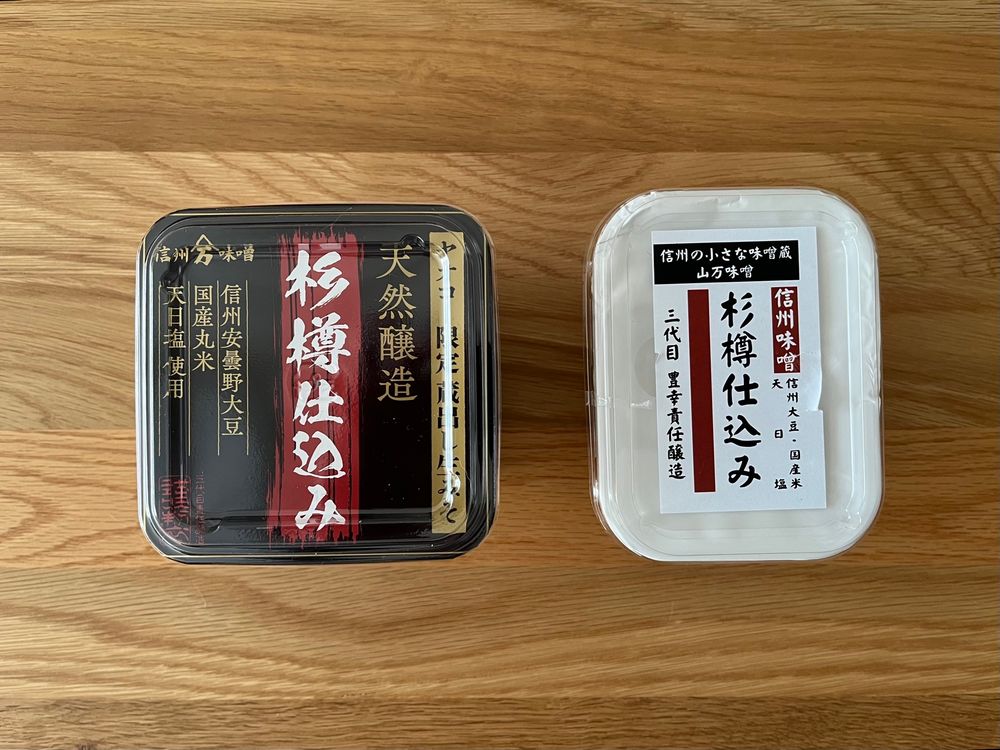 限定 蔵出し生みそ
天然醸造
杉樽仕込み
信州 万 味噌
信州安曇野大豆
国産丸米
天日塩 使用
信州の小さな味噌蔵
山万味噌
信州味噌
信州大豆・国産米
天日塩
杉樽仕込み
三代目 豊幸責任醸造